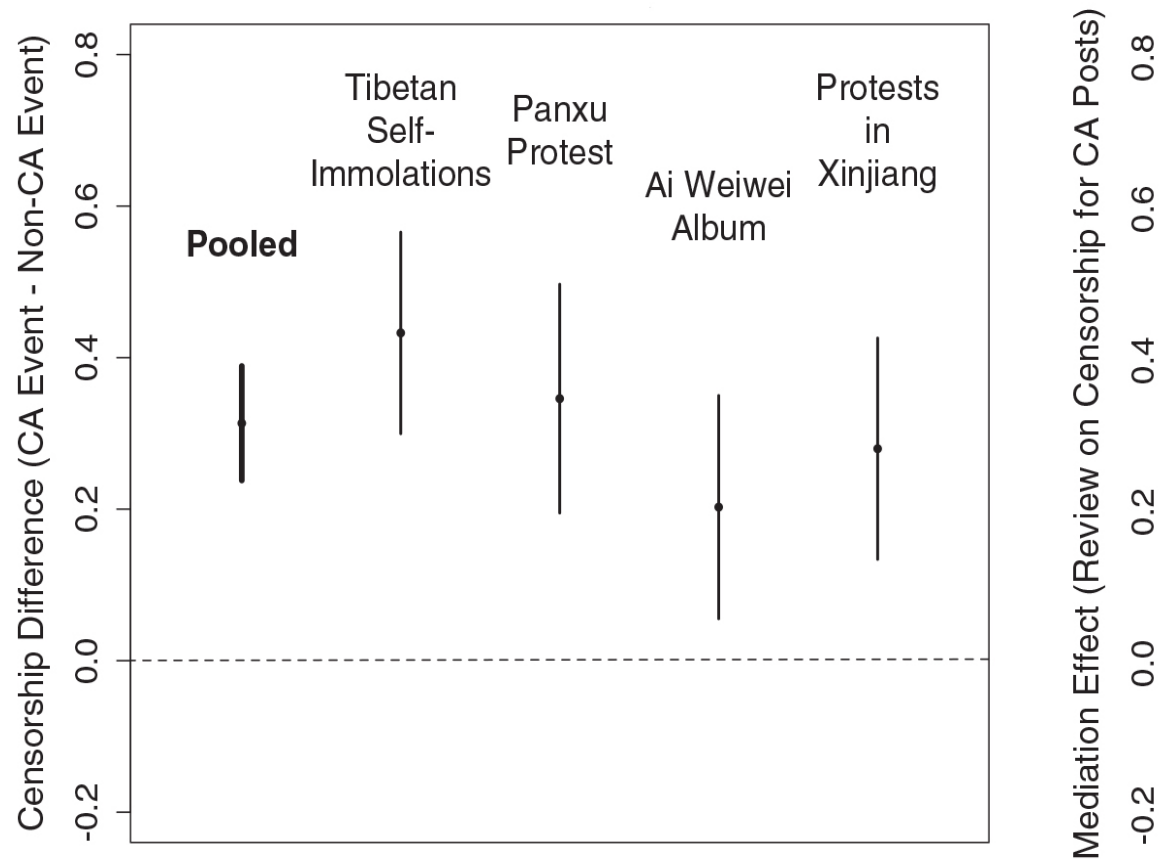 Censorship Difference (CA Event - Non-CA Event)
0.8
0.6
0.4
0.2
0.0
-0.2
Tibetan
Self-
Immolations
Panxu
Protest
Protests
in
Xinjiang
Ai Weiwei
Album
Pooled
Mediation Effect (Review on Censorship for CA Posts)
0.8
0.6
0.4
0.2
0.0
-0.2